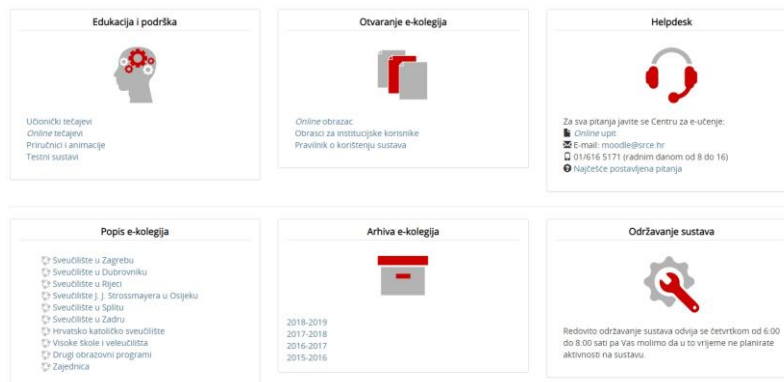 Edukacija i podrška
Učionički tečajevi
Online tečajevi
Priručnici i animacije
Testni sustavi
Otvaranje e-kolegija
Online obrazac
Obrasci za institucijske korisnike
Pravilnik o korištenju sustava
Helpdesk
Za sva pitanja javite se Centru za e-učenje:
Online upit
E-mail: moodle@srce.hr
01/616 5171 (radnim danom od 8 do 16)
Najčešće postavljena pitanja
Popis e-kolegija
Sveučilište u Zagrebu
Sveučilište u Dubrovniku
Sveučilište u Rijeci
Sveučilište J. J. Strossmayera u Osijeku
Sveučilište u Splitu
Sveučilište u Zadru
Hrvatsko katoličko sveučilište
Visoke škole i veleučilišta
Drugi obrazovni programi
Zajednica
Arhiva e-kolegija
2018-2019
2017-2018
2016-2017
2015-2016
Održavanje sustava
Redovito održavanje sustava odvija se četvrtkom od 6:00
do 8:00 sati pa Vas molimo da u to vrijeme ne planirate
aktivnosti na sustavu.